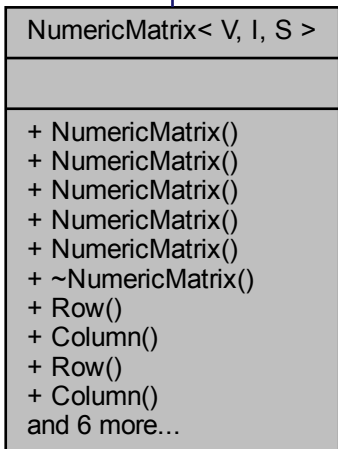 NumericMatrix< V, I, S >
+ NumericMatrix()
+ NumericMatrix()
+ NumericMatrix()
+ NumericMatrix()
+ NumericMatrix()
+ ~NumericMatrix()
+ Row()
+ Column()
+ Row()
+ Column()
and 6 more...